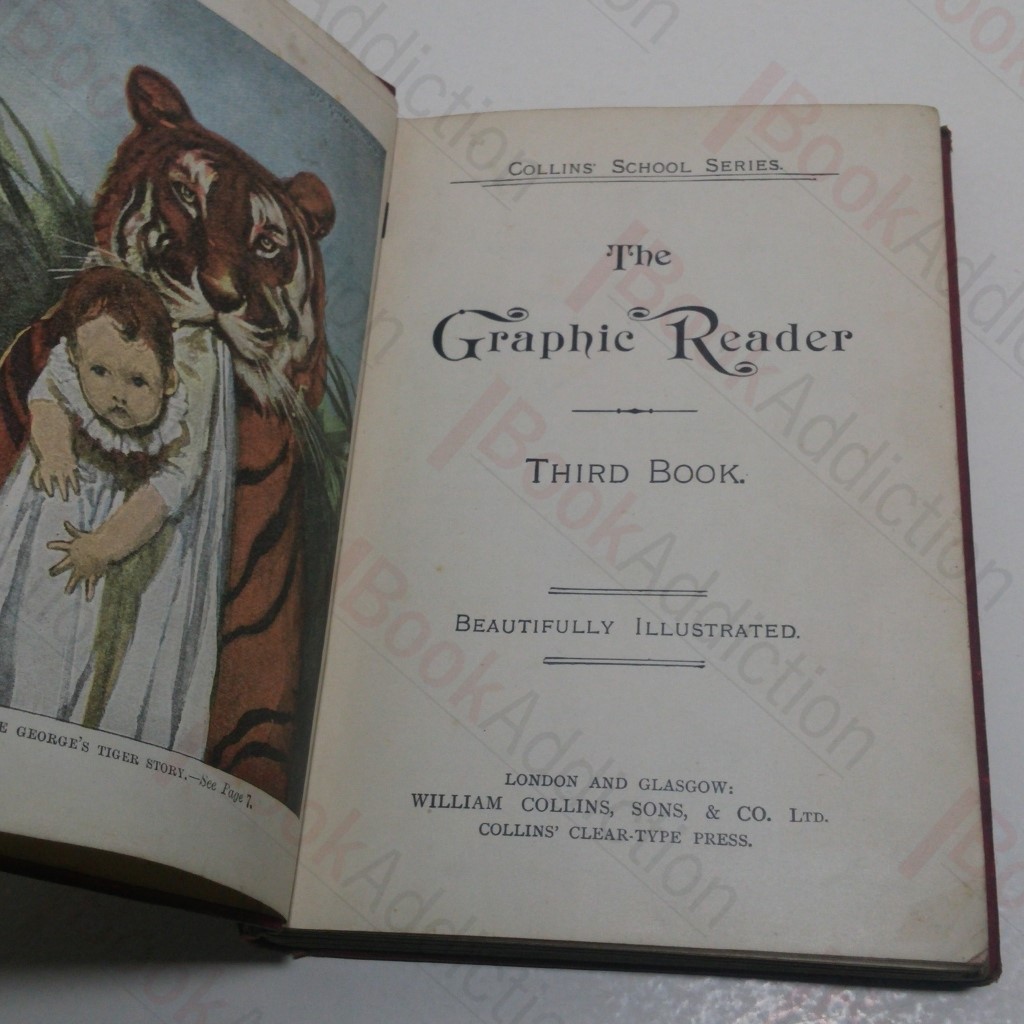 E GEORGE'S TIGER STORY.—See Page 7.
COLLINS' SCHOOL SERIES.
The
Graphic Reader
THIRD BOOK.
BEAUTIFULLY ILLUSTRATED.
LONDON AND GLASGOW:
WILLIAM COLLINS, SONS, & CO. LTD.
COLLINS' CLEAR-TYPE PRESS.
BookAddiction